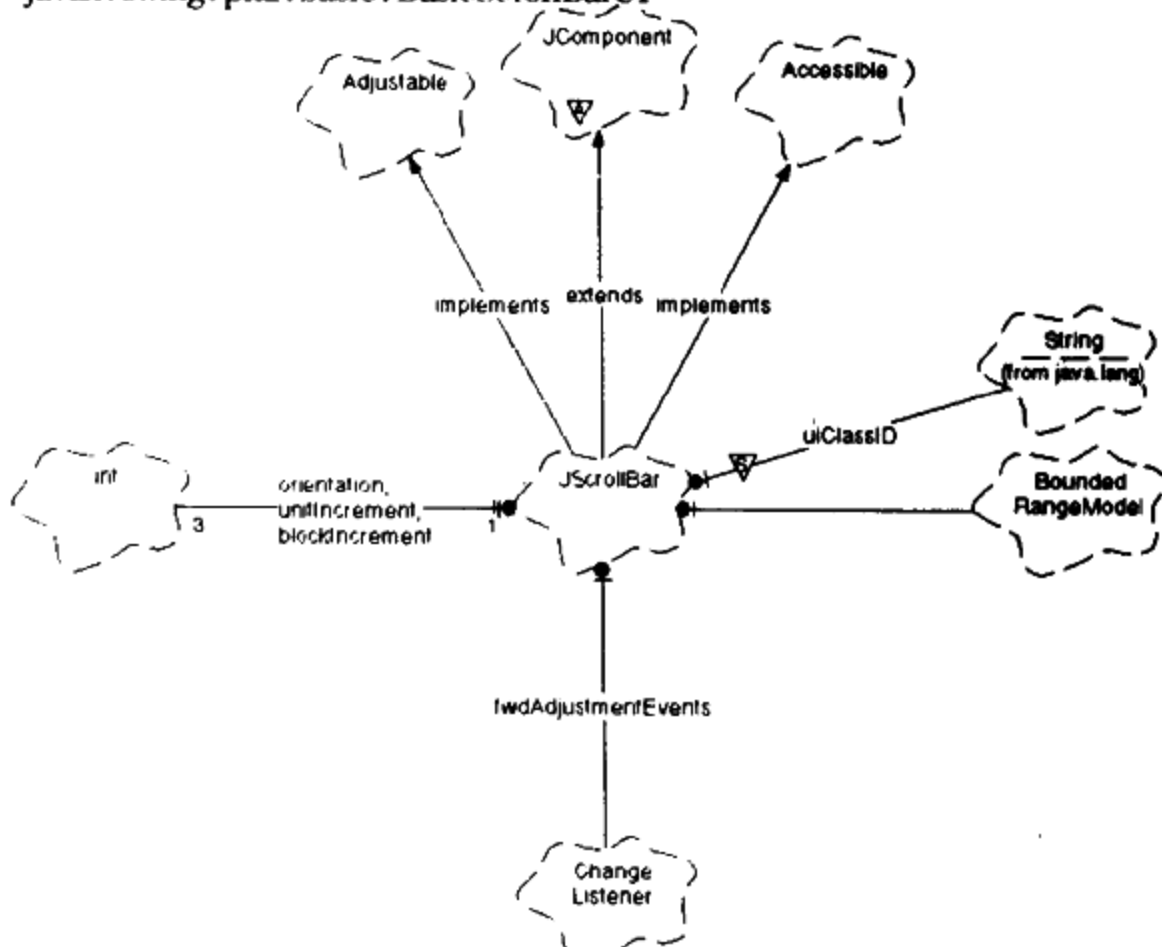 JComponent
Adjustable
Accessible
A
implements
extends
implements
String
(from java.lang)
uiClassID
S
int
orientation,
unitIncrement,
blockIncrement
3
1
JScrollBar
Bounded
RangeModel
fwdAdjustmentEvents
Change
Listener